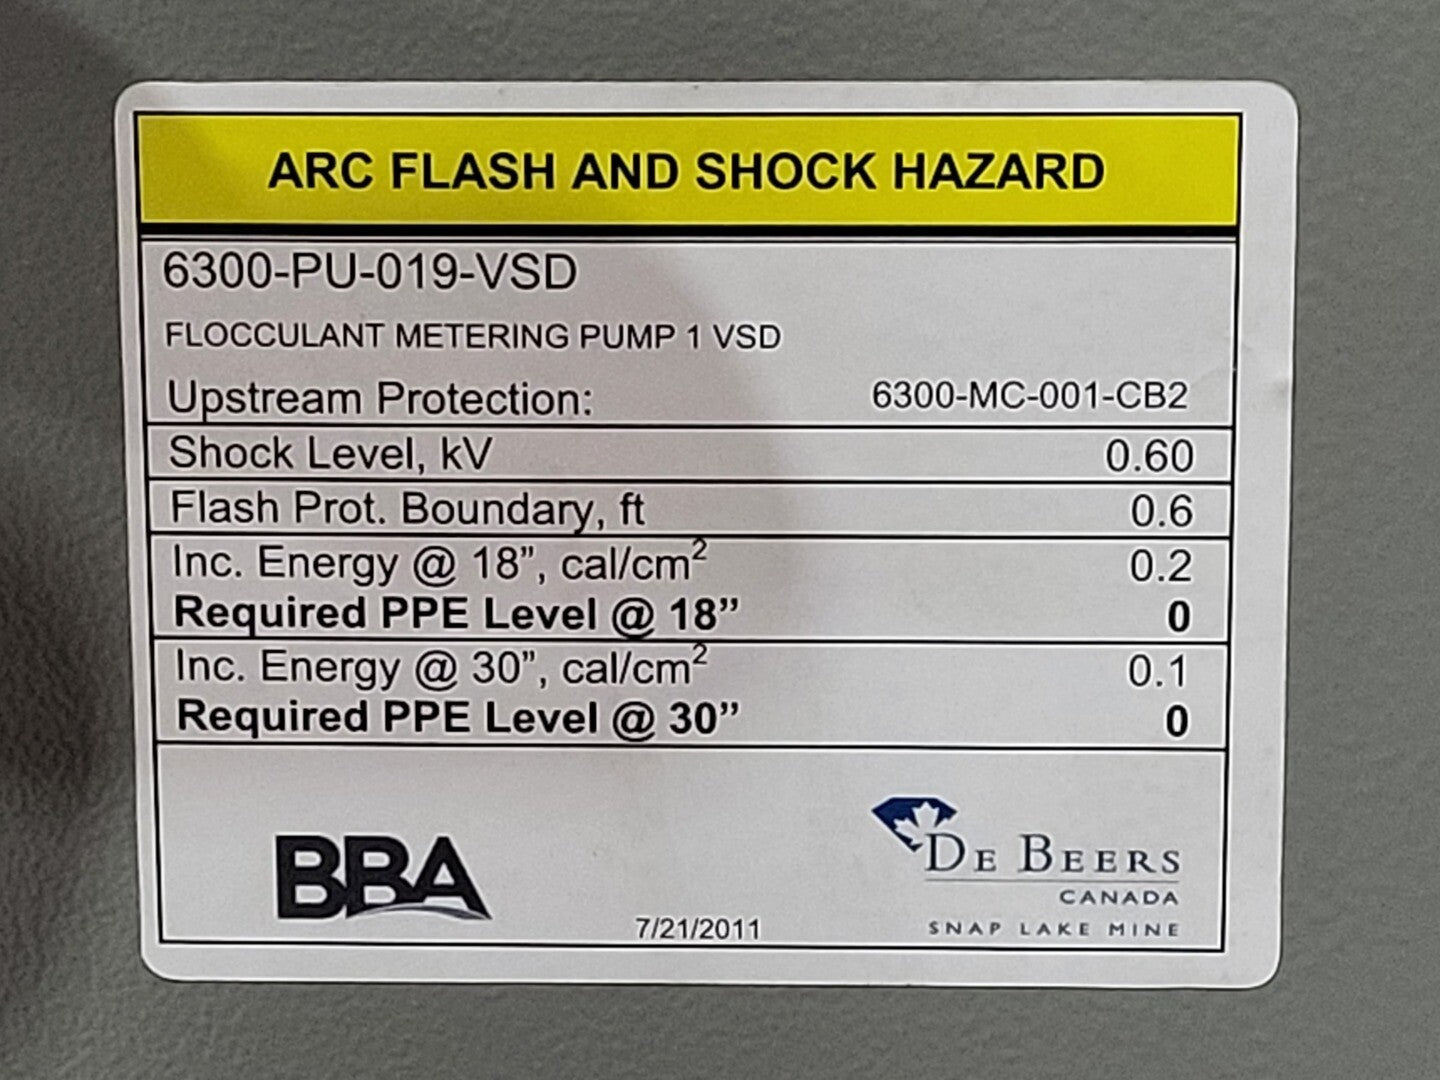 ARC FLASH AND SHOCK HAZARD
6300-PU-019-VSD
FLOCCULANT METERING PUMP 1 VSD
Upstream Protection: 6300-MC-001-CB2
Shock Level, kV 0.60
Flash Prot. Boundary, ft 0.6
Inc. Energy @ 18”, cal/cm² 0.2
Required PPE Level @ 18” 0
Inc. Energy @ 30”, cal/cm² 0.1
Required PPE Level @ 30” 0
BBA
7/21/2011
DE BEERS
CANADA
SNAP LAKE MINE